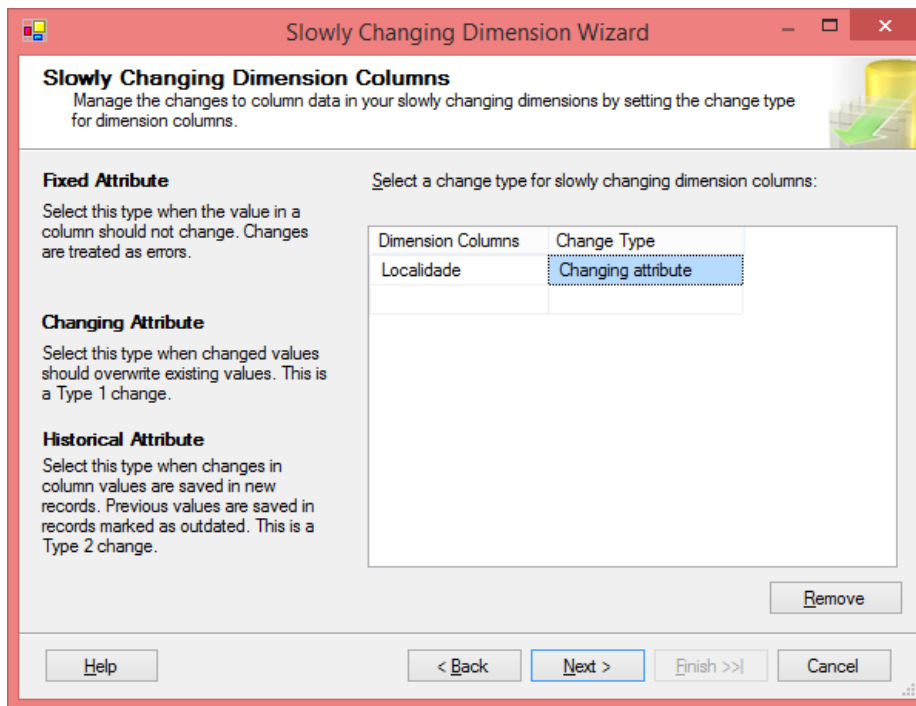 Slowly Changing Dimension Wizard
Slowly Changing Dimension Columns
Manage the changes to column data in your slowly changing dimensions by setting the change type
for dimension columns.
Fixed Attribute
Select this type when the value in a
column should not change. Changes
are treated as errors.
Changing Attribute
Select this type when changed values
should overwrite existing values. This is
a Type 1 change.
Historical Attribute
Select this type when changes in
column values are saved in new
records. Previous values are saved in
records marked as outdated. This is a
Type 2 change.
Select a change type for slowly changing dimension columns:
Dimension Columns Change Type
Localidade Changing attribute
Remove
Help < Back Next > Finish >>| Cancel